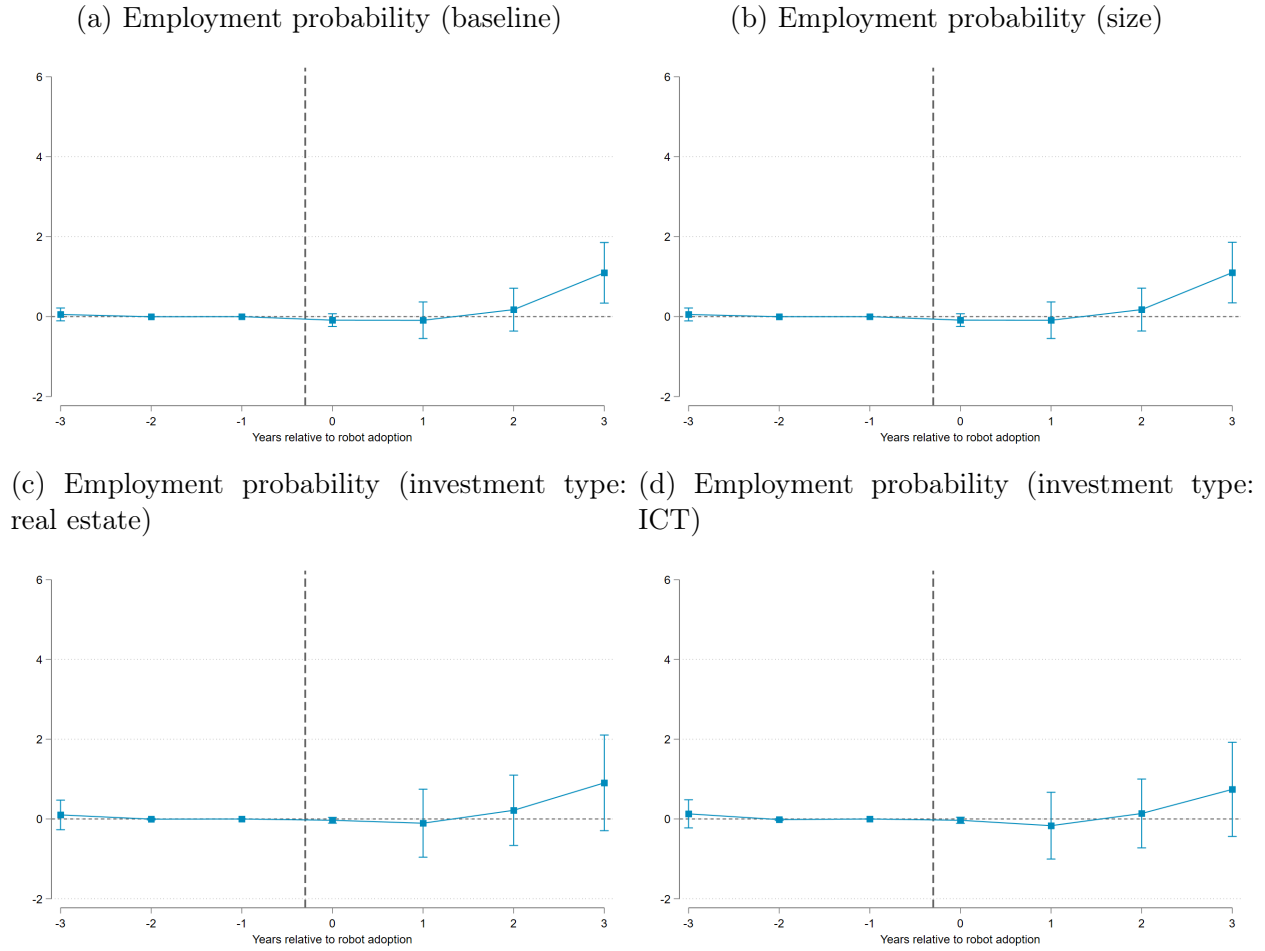 (a) Employment probability (baseline)
6
4
2
0
-2
-3 -2 -1 0 1 2 3
Years relative to robot adoption
(b) Employment probability (size)
6
4
2
0
-2
-3 -2 -1 0 1 2 3
Years relative to robot adoption
(c) Employment probability (investment type:
real estate)
6
4
2
0
-2
-3 -2 -1 0 1 2 3
Years relative to robot adoption
(d) Employment probability (investment type:
ICT)
6
4
2
0
-2
-3 -2 -1 0 1 2 3
Years relative to robot adoption